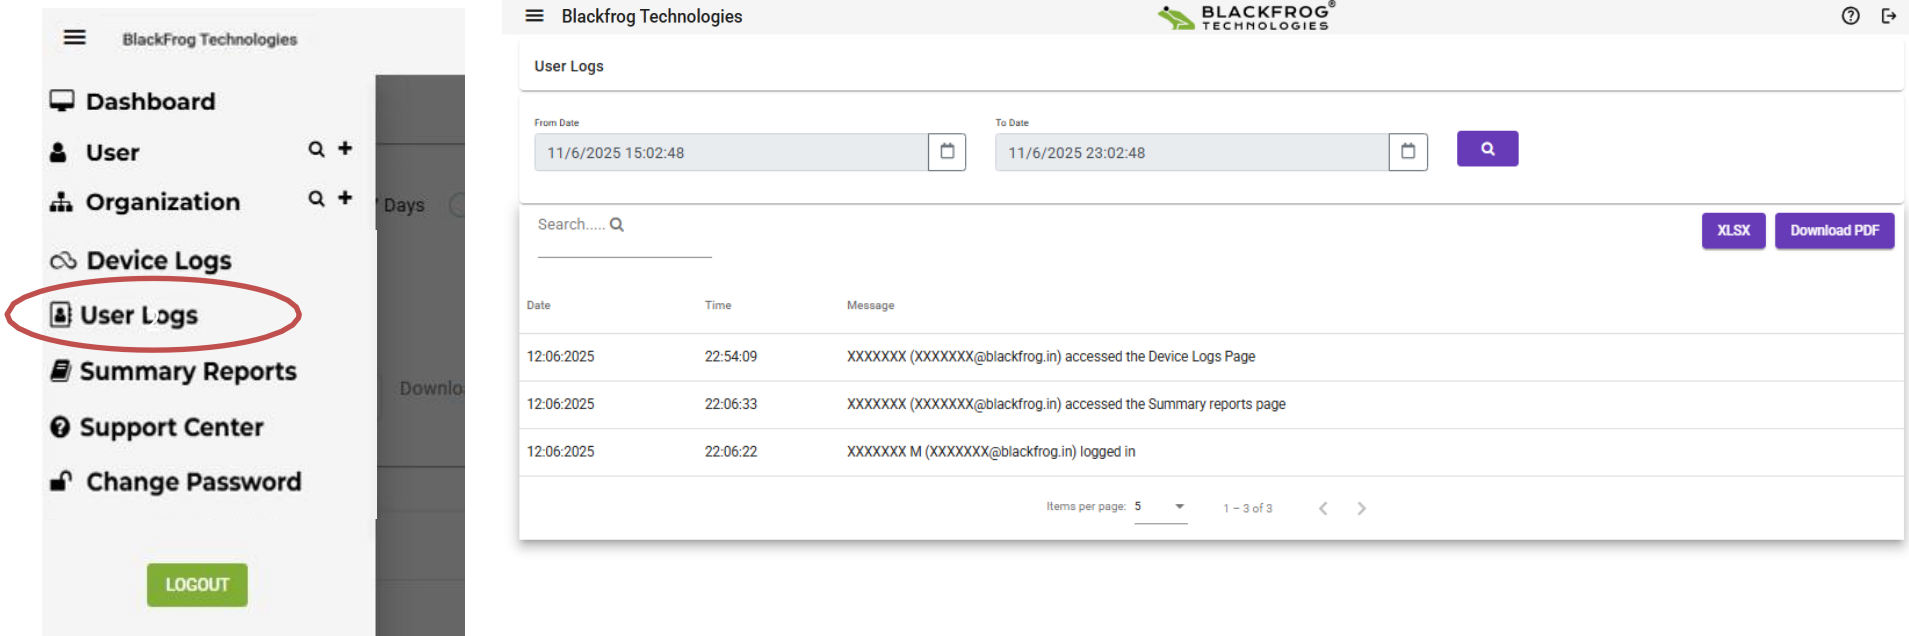 BlackFrog Technologies
Dashboard
User
Organization
Device Logs
User Logs
Summary Reports
Support Center
Change Password
LOGOUT
Days
Downlo
Blackfrog Technologies
BLACKFROG®
TECHNOLOGIES
User Logs
From Date
To Date
11/6/2025 15:02:48
11/6/2025 23:02:48
Search.....
XLSX
Download PDF
Date Time Message
12:06:2025 22:54:09 XXXXXXX (XXXXXXX@blackfrog.in) accessed the Device Logs Page
12:06:2025 22:06:33 XXXXXXX (XXXXXXX@blackfrog.in) accessed the Summary reports page
12:06:2025 22:06:22 XXXXXXX M (XXXXXXX@blackfrog.in) logged in
Items per page: 5 1 – 3 of 3